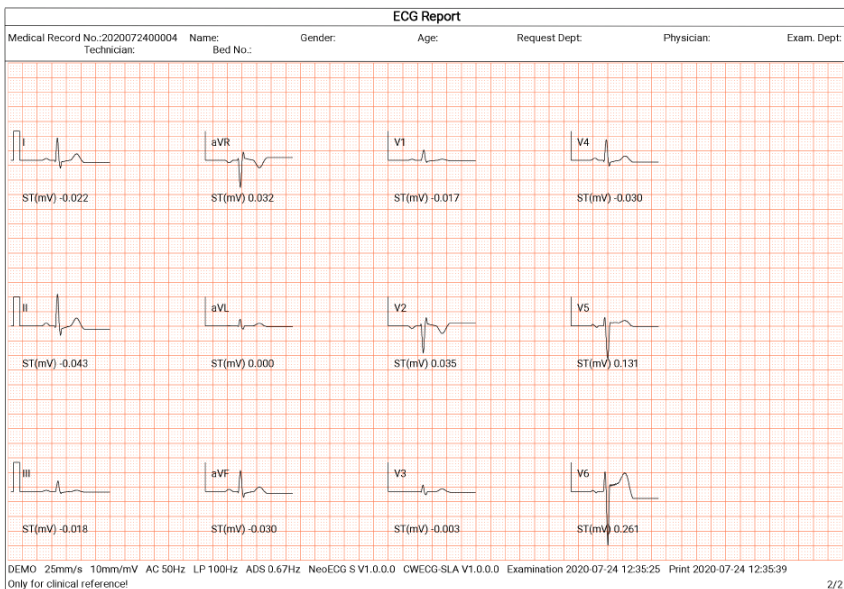 ECG Report
Medical Record No.:2020072400004 Name: Gender: Age: Request Dept: Physician: Exam. Dept:
Technician: Bed No.:
I aVR V1 V4
ST(mV) -0.022 ST(mV) 0.032 ST(mV) -0.017 ST(mV) -0.030
II aVL V2 V5
ST(mV) -0.043 ST(mV) 0.000 ST(mV) 0.035 ST(mV) 0.131
III aVF V3 V6
ST(mV) -0.018 ST(mV) -0.030 ST(mV) -0.003 ST(mV) 0.261
DEMO 25mm/s 10mm/mV AC 50Hz LP 100Hz ADS 0.67Hz NeoECG S V1.0.0.0 CWECG-SLA V1.0.0.0 Examination 2020-07-24 12:35:25 Print 2020-07-24 12:35:39
Only for clinical reference! 2/2